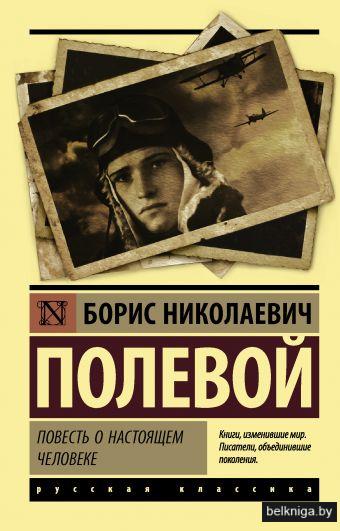 БОРИС НИКОЛАЕВИЧ
ПОЛЕВОЙ
ПОВЕСТЬ О НАСТОЯЩЕМ
ЧЕЛОВЕКЕ
Книги, изменившие мир.
Писатели, объединившие
поколения.
русская классика
belkniga.by